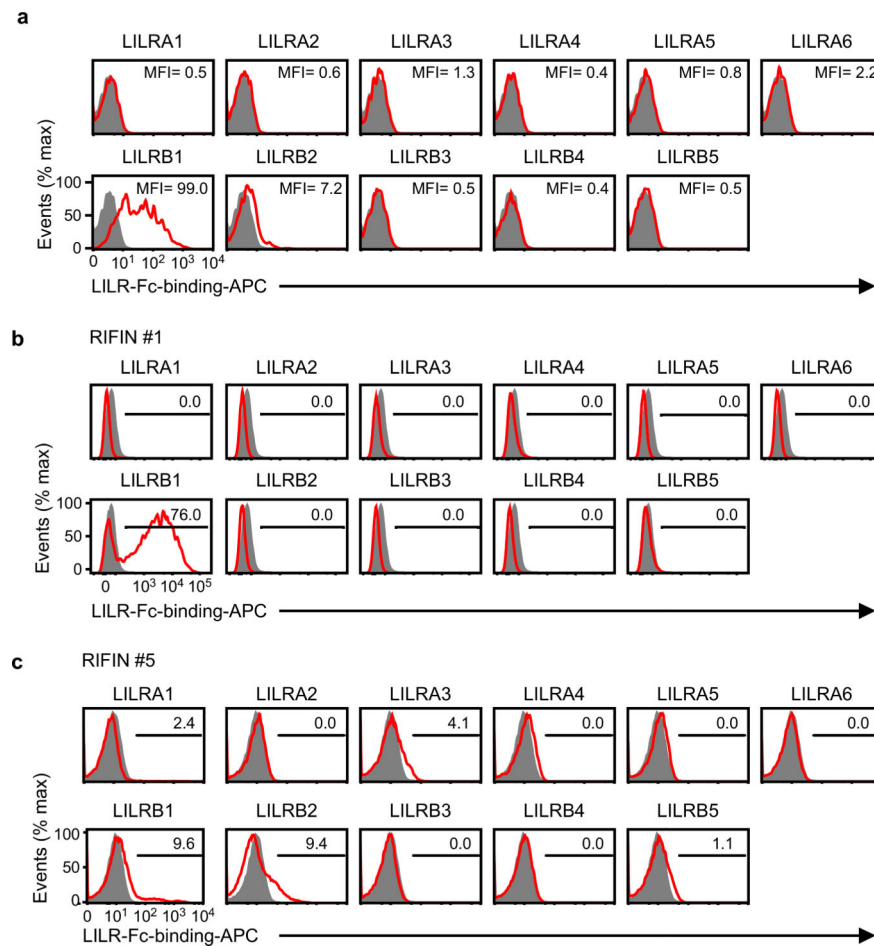 a
LILRA1 LILRA2 LILRA3 LILRA4 LILRA5 LILRA6
MFI= 0.5 MFI= 0.6 MFI= 1.3 MFI= 0.4 MFI= 0.8 MFI= 2.2
LILRB1 LILRB2 LILRB3 LILRB4 LILRB5
MFI= 99.0 MFI= 7.2 MFI= 0.5 MFI= 0.4 MFI= 0.5
Events (% max)
100
50
0
0 10¹ 10² 10³ 10⁴
LILR-Fc-binding-APC
b RIFIN #1
LILRA1 LILRA2 LILRA3 LILRA4 LILRA5 LILRA6
0.0 0.0 0.0 0.0 0.0 0.0
LILRB1 LILRB2 LILRB3 LILRB4 LILRB5
76.0 0.0 0.0 0.0 0.0
Events (% max)
100
50
0
0 10³ 10⁴ 10⁵
LILR-Fc-binding-APC
c RIFIN #5
LILRA1 LILRA2 LILRA3 LILRA4 LILRA5 LILRA6
2.4 0.0 4.1 0.0 0.0 0.0
LILRB1 LILRB2 LILRB3 LILRB4 LILRB5
9.6 9.4 0.0 0.0 1.1
Events (% max)
100
50
0
0 10¹ 10² 10³ 10⁴
LILR-Fc-binding-APC